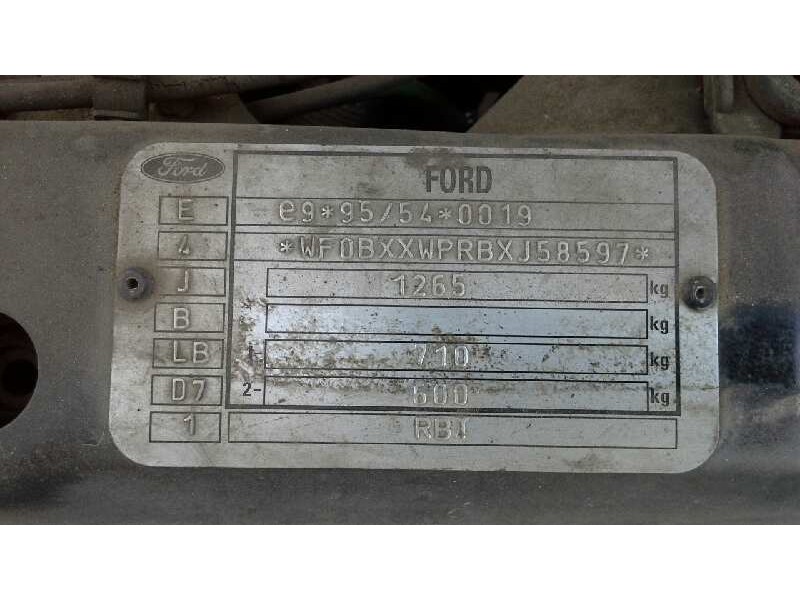 Ford
FORD
E e9*95/54*0019
4 *WF0BXXWPRBXJ58597*
J 1265 kg
B kg
LB 1- 710 kg
D7 2- 600 kg
1